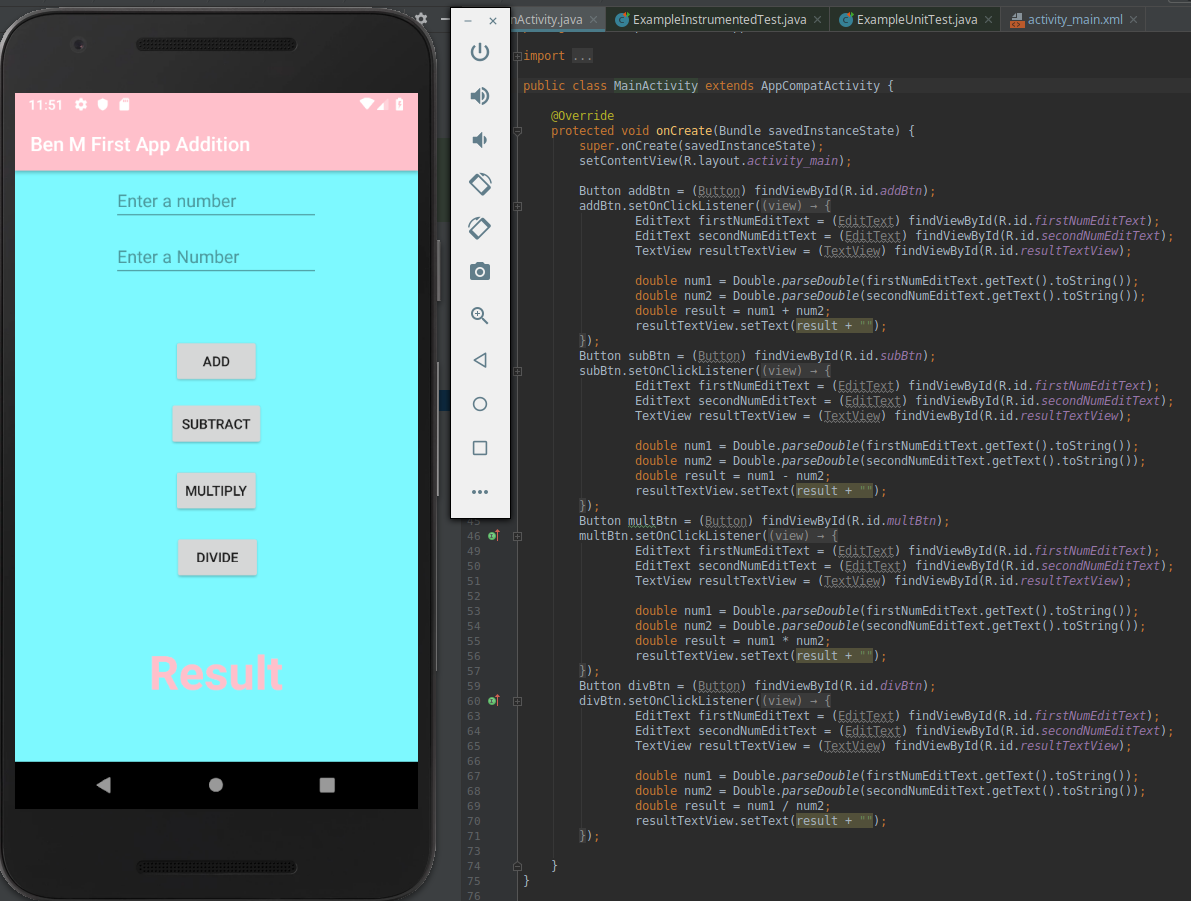 11:51
Ben M First App Addition
Enter a number
Enter a Number
ADD
SUBTRACT
MULTIPLY
DIVIDE
Result
nActivity.java
ExampleInstrumentedTest.java
ExampleUnitTest.java
activity_main.xml
import ...
public class MainActivity extends AppCompatActivity {
@Override
protected void onCreate(Bundle savedInstanceState) {
super.onCreate(savedInstanceState);
setContentView(R.layout.activity_main);
Button addBtn = (Button) findViewById(R.id.addBtn);
addBtn.setOnClickListener((view) → {
EditText firstNumEditText = (EditText) findViewById(R.id.firstNumEditText);
EditText secondNumEditText = (EditText) findViewById(R.id.secondNumEditText);
TextView resultTextView = (TextView) findViewById(R.id.resultTextView);
double num1 = Double.parseDouble(firstNumEditText.getText().toString());
double num2 = Double.parseDouble(secondNumEditText.getText().toString());
double result = num1 + num2;
resultTextView.setText(result + "");
});
Button subBtn = (Button) findViewById(R.id.subBtn);
subBtn.setOnClickListener((view) → {
EditText firstNumEditText = (EditText) findViewById(R.id.firstNumEditText);
EditText secondNumEditText = (EditText) findViewById(R.id.secondNumEditText);
TextView resultTextView = (TextView) findViewById(R.id.resultTextView);
double num1 = Double.parseDouble(firstNumEditText.getText().toString());
double num2 = Double.parseDouble(secondNumEditText.getText().toString());
double result = num1 - num2;
resultTextView.setText(result + "");
});
45 Button multBtn = (Button) findViewById(R.id.multBtn);
46 multBtn.setOnClickListener((view) → {
49 EditText firstNumEditText = (EditText) findViewById(R.id.firstNumEditText);
50 EditText secondNumEditText = (EditText) findViewById(R.id.secondNumEditText);
51 TextView resultTextView = (TextView) findViewById(R.id.resultTextView);
52
53 double num1 = Double.parseDouble(firstNumEditText.getText().toString());
54 double num2 = Double.parseDouble(secondNumEditText.getText().toString());
55 double result = num1 * num2;
56 resultTextView.setText(result + "");
57 });
59 Button divBtn = (Button) findViewById(R.id.divBtn);
60 divBtn.setOnClickListener((view) → {
63 EditText firstNumEditText = (EditText) findViewById(R.id.firstNumEditText);
64 EditText secondNumEditText = (EditText) findViewById(R.id.secondNumEditText);
65 TextView resultTextView = (TextView) findViewById(R.id.resultTextView);
66
67 double num1 = Double.parseDouble(firstNumEditText.getText().toString());
68 double num2 = Double.parseDouble(secondNumEditText.getText().toString());
69 double result = num1 / num2;
70 resultTextView.setText(result + "");
71 });
73
74 }
75 }
76